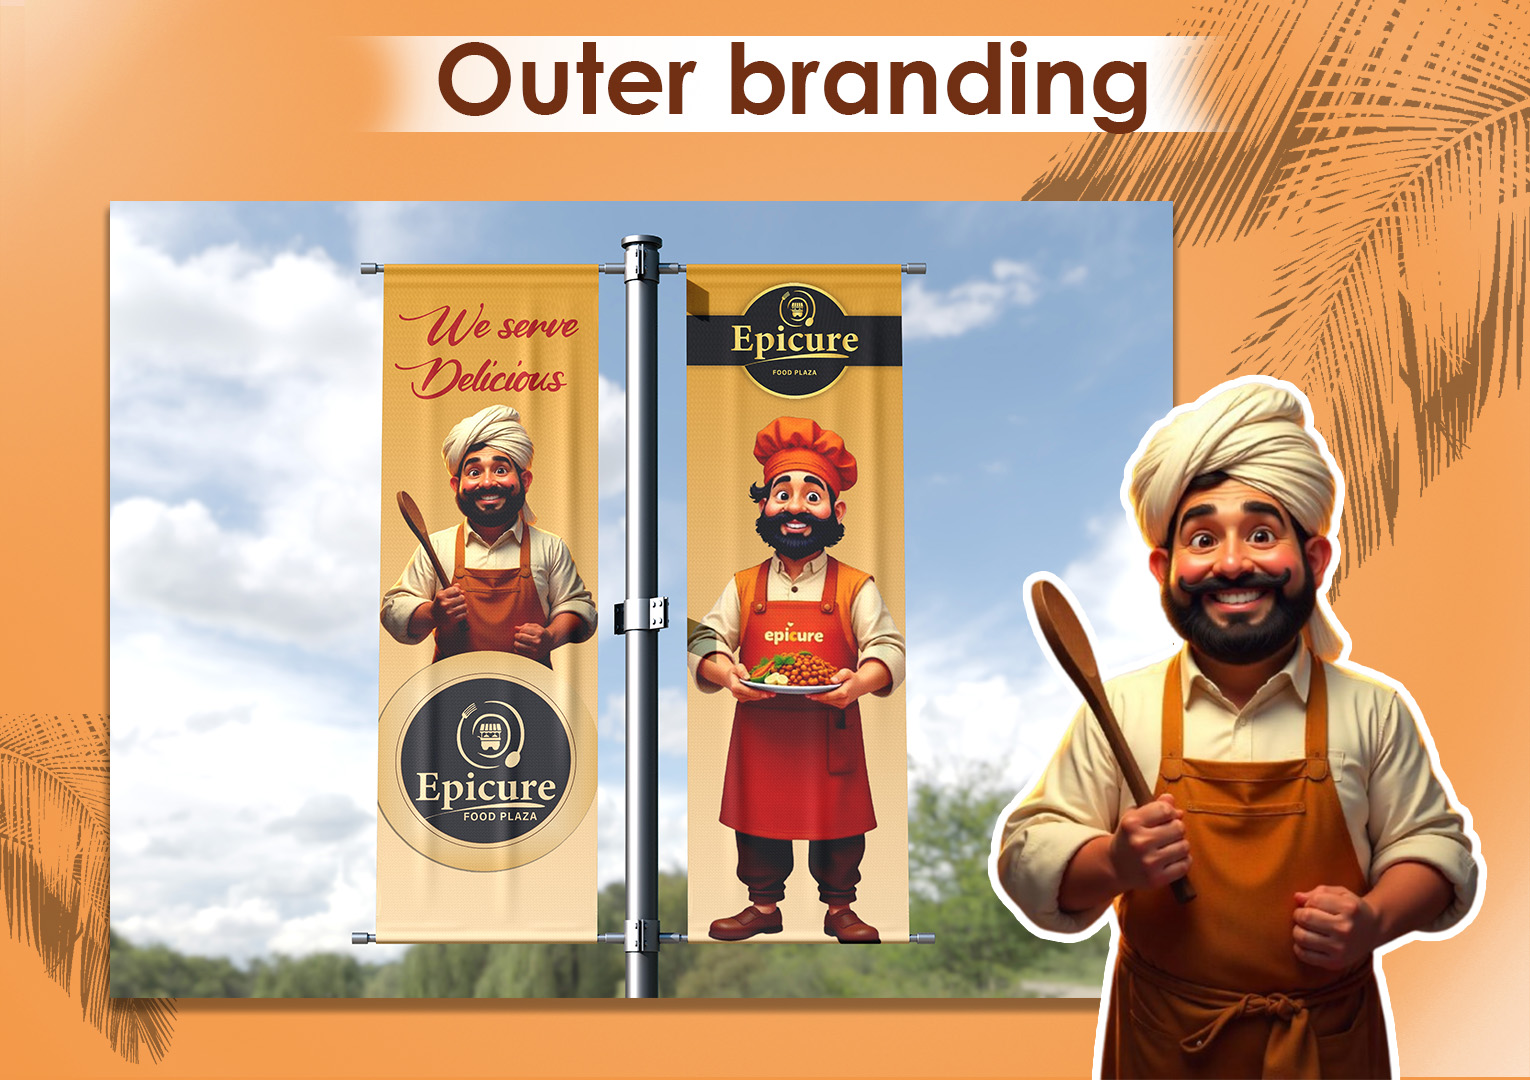 Outer branding
We serve
Delicious
Epicure
FOOD PLAZA
Epicure
FOOD PLAZA
epicure